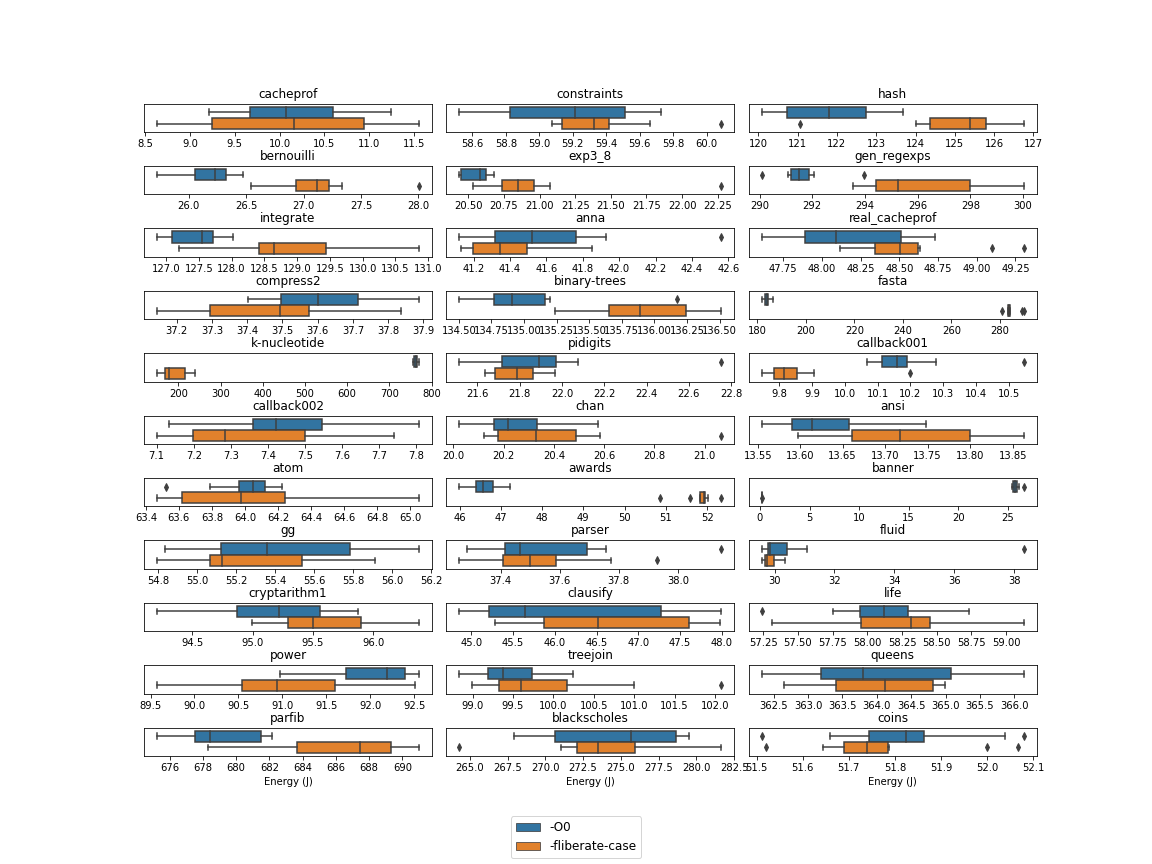 cacheprof constraints hash
8.5 9.0 9.5 10.0 10.5 11.0 11.5 58.6 58.8 59.0 59.2 59.4 59.6 59.8 60.0 120 121 122 123 124 125 126 127
bernouilli exp3_8 gen_regexps
26.0 26.5 27.0 27.5 28.0 20.50 20.75 21.00 21.25 21.50 21.75 22.00 22.25 290 292 294 296 298 300
integrate anna real_cacheprof
127.0 127.5 128.0 128.5 129.0 129.5 130.0 130.5 131.0 41.2 41.4 41.6 41.8 42.0 42.2 42.4 42.6 47.75 48.00 48.25 48.50 48.75 49.00 49.25
compress2 binary-trees fasta
37.2 37.3 37.4 37.5 37.6 37.7 37.8 37.9 134.50 134.75 135.00 135.25 135.50 135.75 136.00 136.25 136.50 180 200 220 240 260 280
k-nucleotide pidigits callback001
200 300 400 500 600 700 800 21.6 21.8 22.0 22.2 22.4 22.6 22.8 9.8 9.9 10.0 10.1 10.2 10.3 10.4 10.5
callback002 chan ansi
7.1 7.2 7.3 7.4 7.5 7.6 7.7 7.8 20.0 20.2 20.4 20.6 20.8 21.0 13.55 13.60 13.65 13.70 13.75 13.80 13.85
atom awards banner
63.4 63.6 63.8 64.0 64.2 64.4 64.6 64.8 65.0 46 47 48 49 50 51 52 0 5 10 15 20 25
gg parser fluid
54.8 55.0 55.2 55.4 55.6 55.8 56.0 56.2 37.4 37.6 37.8 38.0 30 32 34 36 38
cryptarithm1 clausify life
94.5 95.0 95.5 96.0 45.0 45.5 46.0 46.5 47.0 47.5 48.0 57.25 57.50 57.75 58.00 58.25 58.50 58.75 59.00
power treejoin queens
89.5 90.0 90.5 91.0 91.5 92.0 92.5 99.0 99.5 100.0 100.5 101.0 101.5 102.0 362.5 363.0 363.5 364.0 364.5 365.0 365.5 366.0
parfib blackscholes coins
676 678 680 682 684 686 688 690 265.0 267.5 270.0 272.5 275.0 277.5 280.0 282.5 51.5 51.6 51.7 51.8 51.9 52.0 52.1
Energy (J) Energy (J) Energy (J)
-O0
-fliberate-case